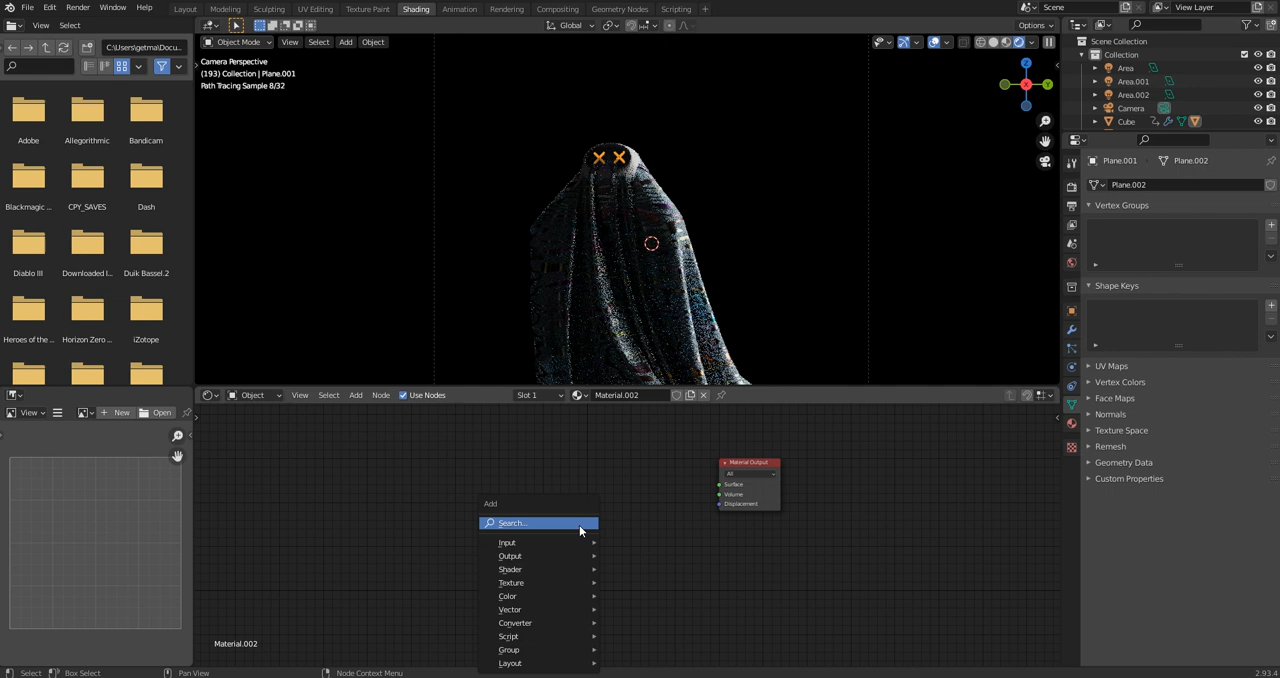 File Edit Render Window Help Layout Modeling Sculpting UV Editing Texture Paint Shading Animation Rendering Compositing Geometry Nodes Scripting + Scene View Layer
View Select Global Options
C:\Users\getma\Docu... Object Mode View Select Add Object
Scene Collection
Collection
Area
Area.001
Area.002
Camera
Cube
Camera Perspective
(193) Collection | Plane.001
Path Tracing Sample 8/32
Z
X
Y
Adobe Allegorithmic Bandicam
Blackmagic ... CPY_SAVES Dash
Diablo III Downloaded I... Duik Bassel.2
Heroes of the ... Horizon Zero ... iZotope
Plane.001 Plane.002
Plane.002
Vertex Groups
Shape Keys
UV Maps
Vertex Colors
Face Maps
Normals
Texture Space
Remesh
Geometry Data
Custom Properties
View + New Open
Object View Select Add Node Use Nodes Slot 1 Material.002
Material Output
All
Surface
Volume
Displacement
Add
Search...
Input
Output
Shader
Texture
Color
Vector
Converter
Script
Group
Layout
Material.002
Select Box Select Pan View Node Context Menu 2.93.4